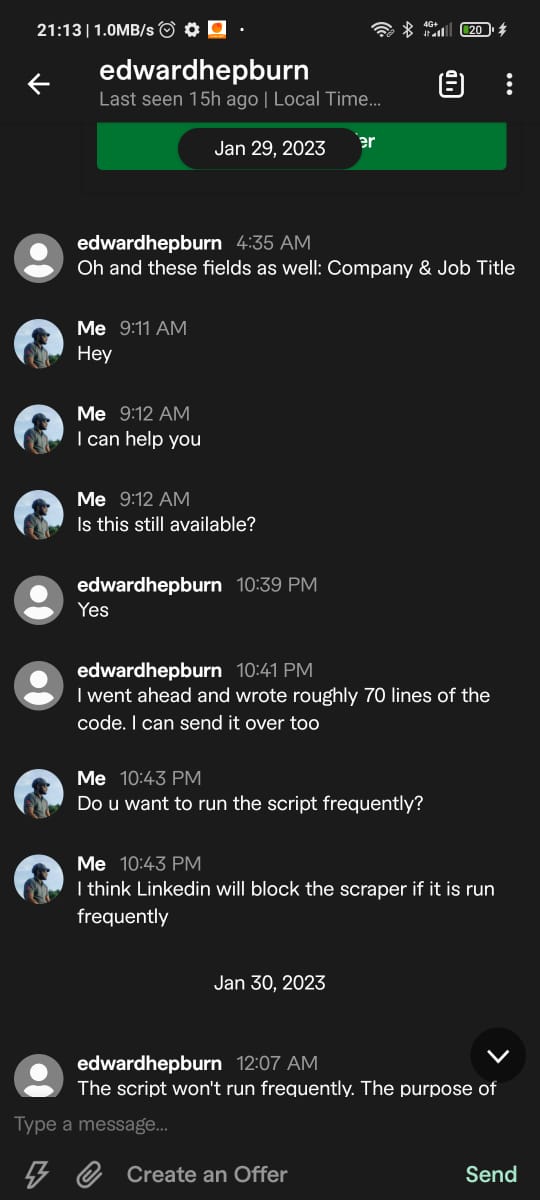 21:13 | 1.0MB/s
4G+
20
edwardhepburn
Last seen 15h ago | Local Time...
er
Jan 29, 2023
edwardhepburn 4:35 AM
Oh and these fields as well: Company & Job Title
Me 9:11 AM
Hey
Me 9:12 AM
I can help you
Me 9:12 AM
Is this still available?
edwardhepburn 10:39 PM
Yes
edwardhepburn 10:41 PM
I went ahead and wrote roughly 70 lines of the
code. I can send it over too
Me 10:43 PM
Do u want to run the script frequently?
Me 10:43 PM
I think Linkedin will block the scraper if it is run
frequently
Jan 30, 2023
edwardhepburn 12:07 AM
The script won't run frequently. The purpose of
Type a message...
Create an Offer
Send